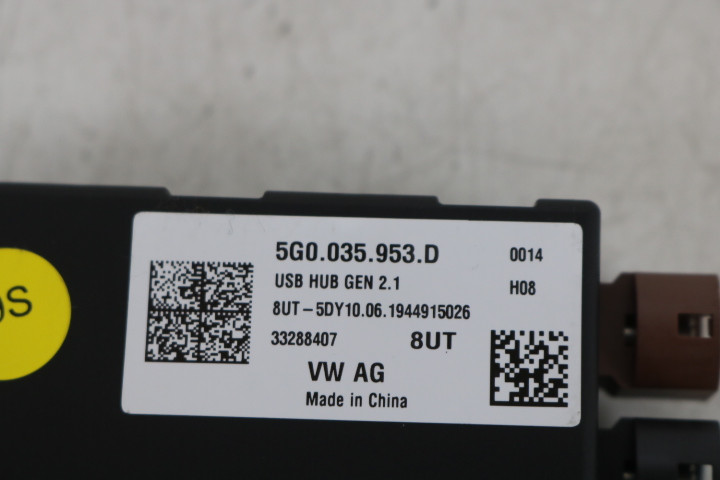 5G0.035.953.D 0014
USB HUB GEN 2.1 H08
8UT-5DY10.06.1944915026
33288407 8UT
VW AG
Made in China